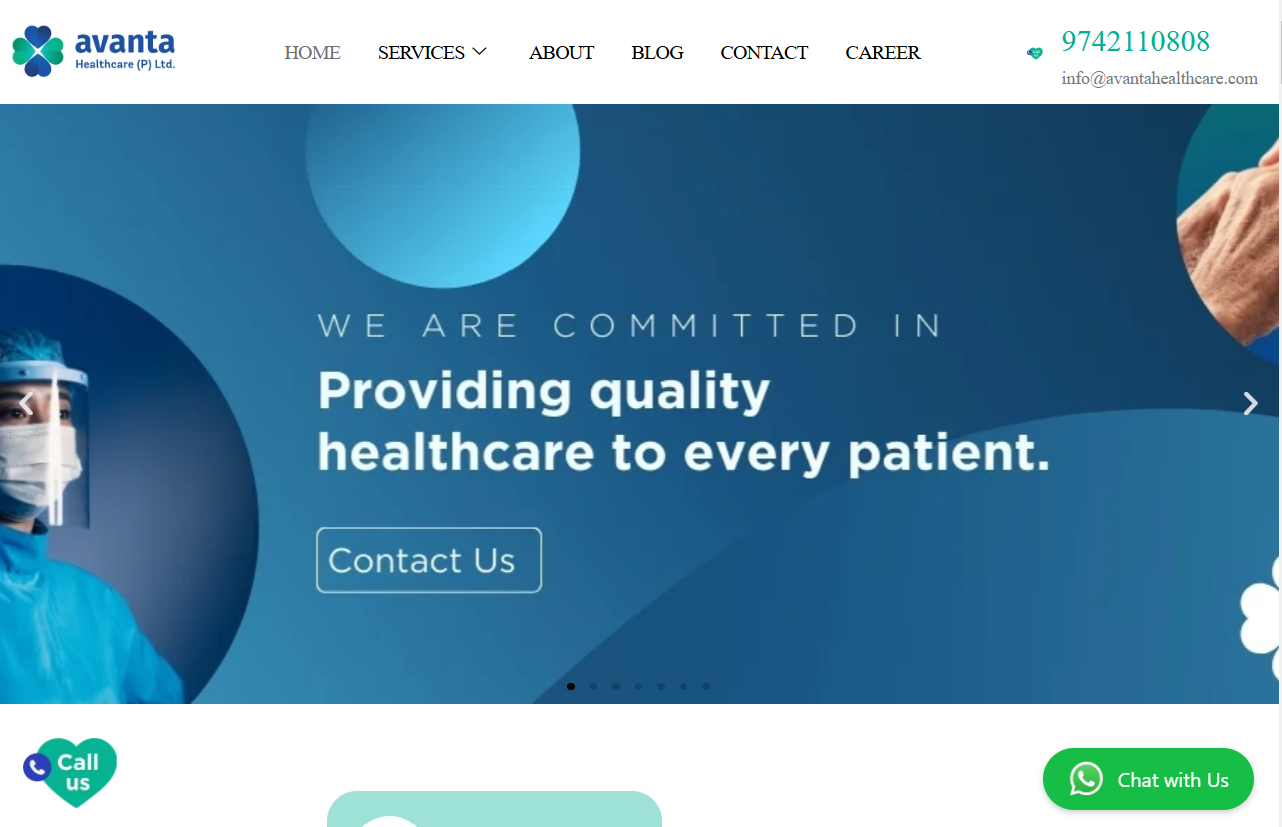 avanta
Healthcare (P) Ltd.
HOME
SERVICES
ABOUT
BLOG
CONTACT
CAREER
9742110808
info@avantahealthcare.com
WE ARE COMMITTED IN
Providing quality
healthcare to every patient.
Contact Us
Call
us
Chat with Us